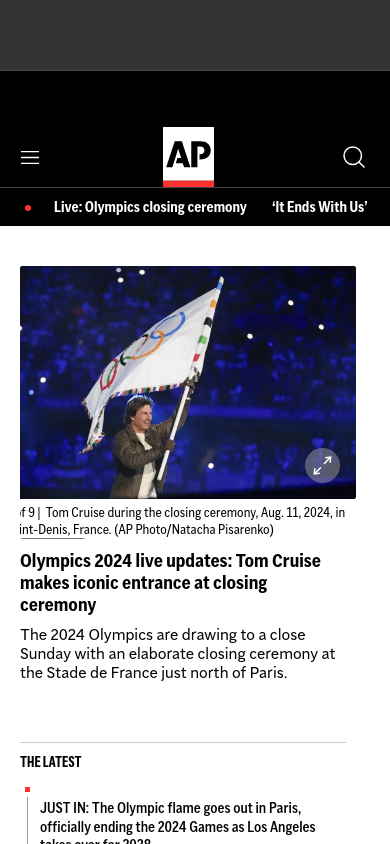 AP
Live: Olympics closing ceremony ‘It Ends With Us’
of 9 | Tom Cruise during the closing ceremony, Aug. 11, 2024, in
int-Denis, France. (AP Photo/Natacha Pisarenko)
Olympics 2024 live updates: Tom Cruise
makes iconic entrance at closing
ceremony
The 2024 Olympics are drawing to a close
Sunday with an elaborate closing ceremony at
the Stade de France just north of Paris.
THE LATEST
JUST IN: The Olympic flame goes out in Paris,
officially ending the 2024 Games as Los Angeles
takes over for 2028